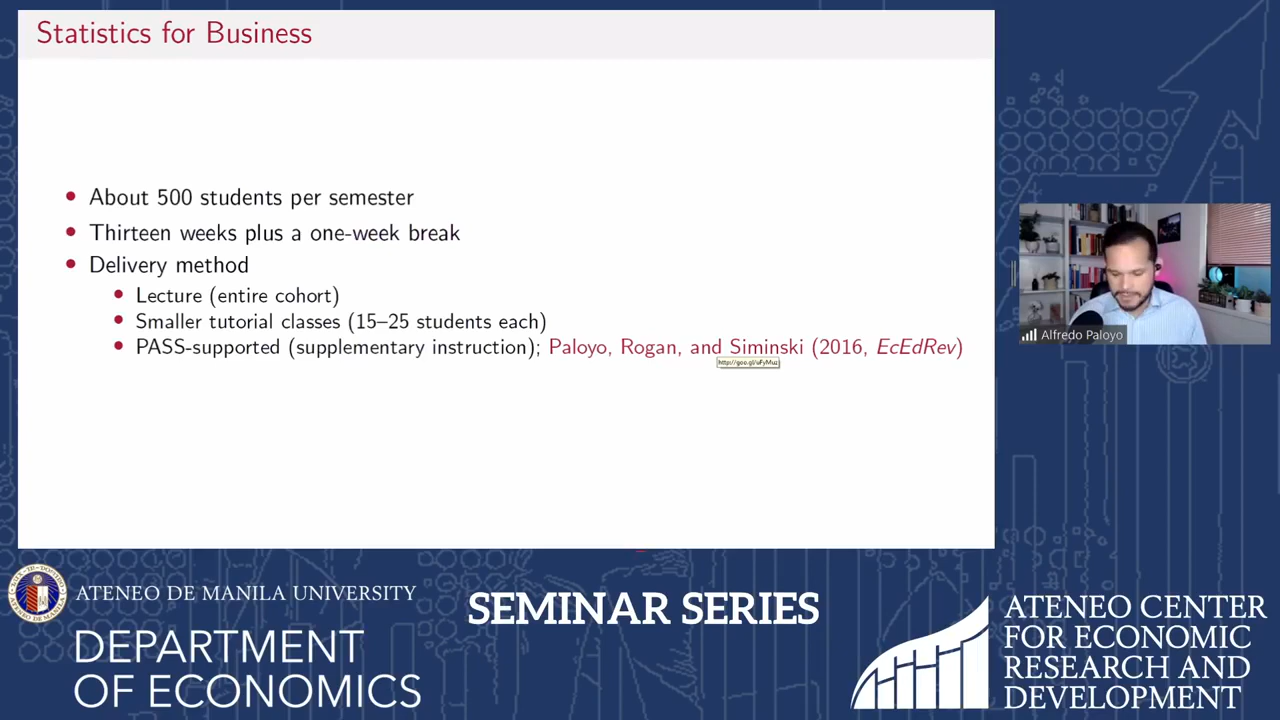 Statistics for Business
About 500 students per semester
Thirteen weeks plus a one-week break
Delivery method
Lecture (entire cohort)
Smaller tutorial classes (15–25 students each)
PASS-supported (supplementary instruction); Paloyo, Rogan, and Siminski (2016, EcEdRev)
Alfredo Paloyo
ATENEO DE MANILA UNIVERSITY
DEPARTMENT
OF ECONOMICS
SEMINAR SERIES
ATENEO CENTER
FOR ECONOMIC
RESEARCH AND
DEVELOPMENT